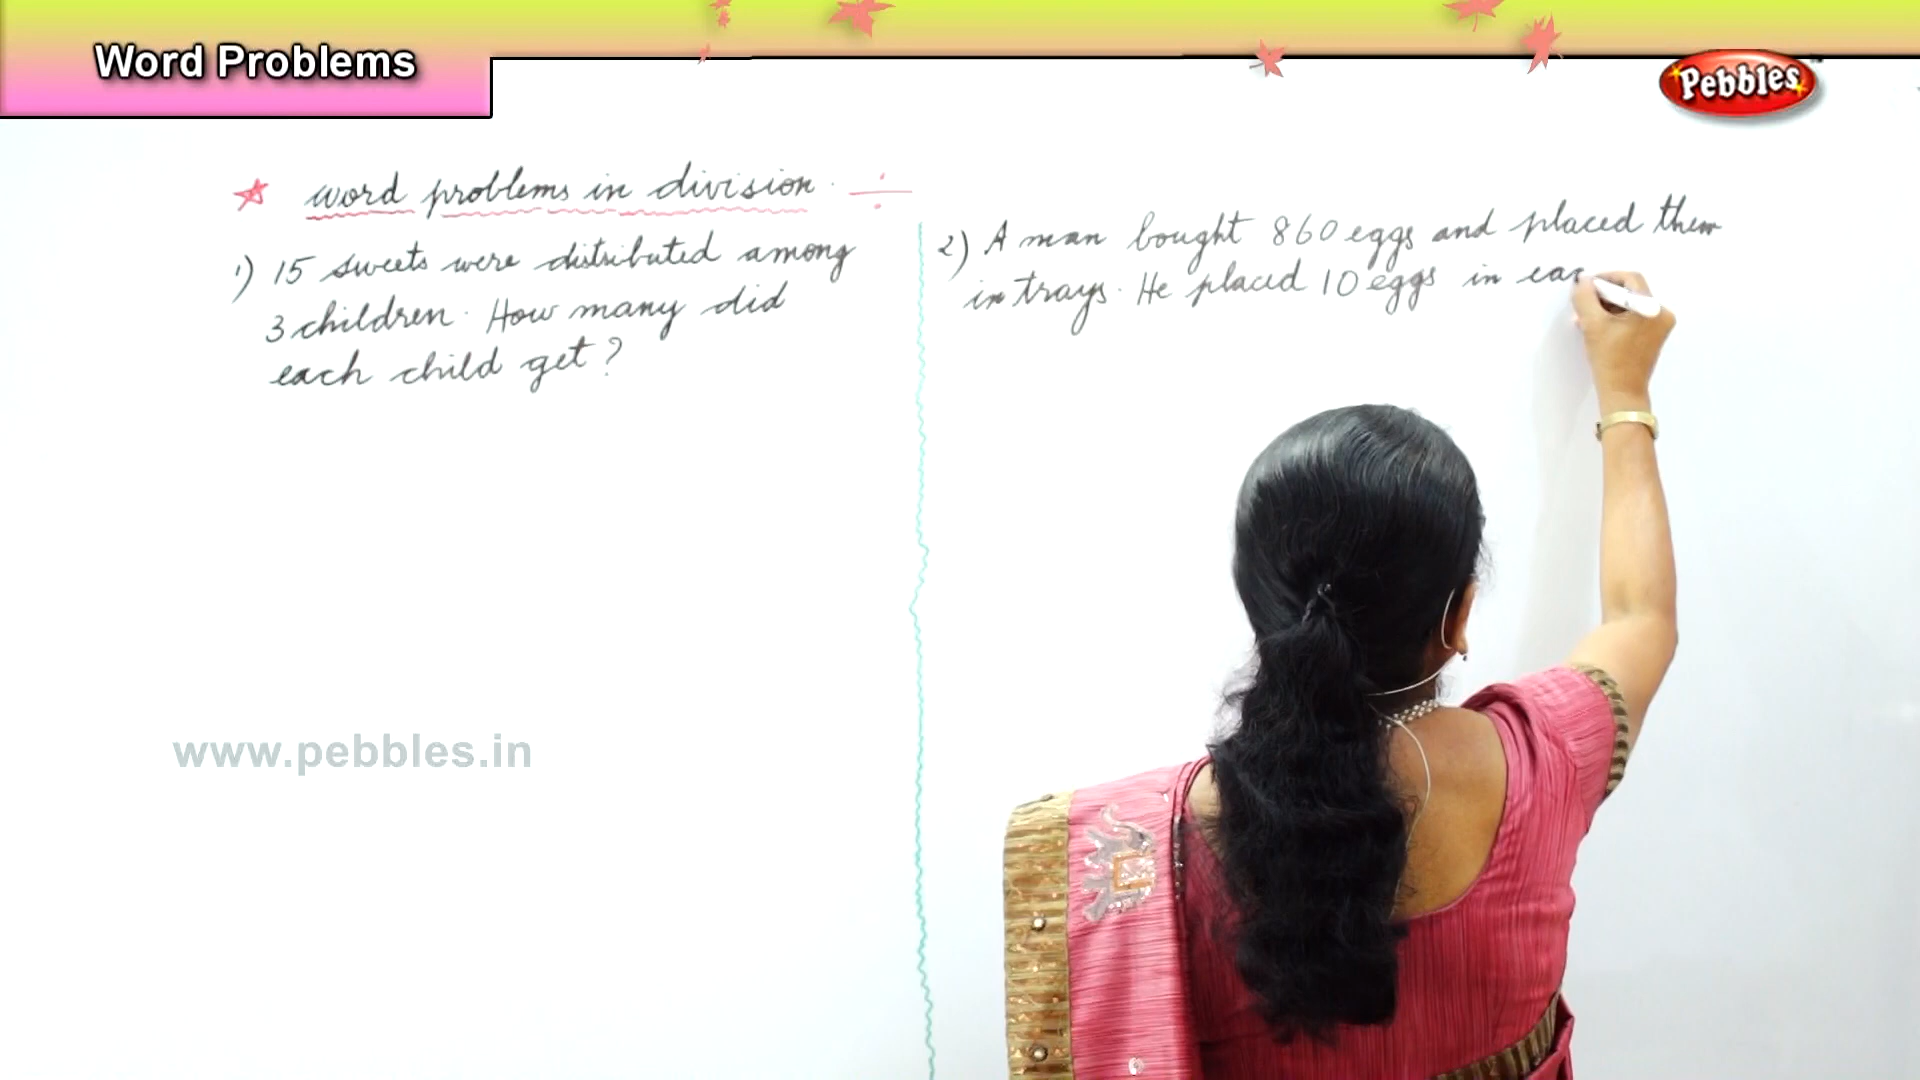 Word Problems
Pebbles
word problems in division. ÷
1) 15 sweets were distributed among
3 children. How many did
each child get?
2) A man bought 860 eggs and placed them
in trays. He placed 10 eggs in eac
www.pebbles.in